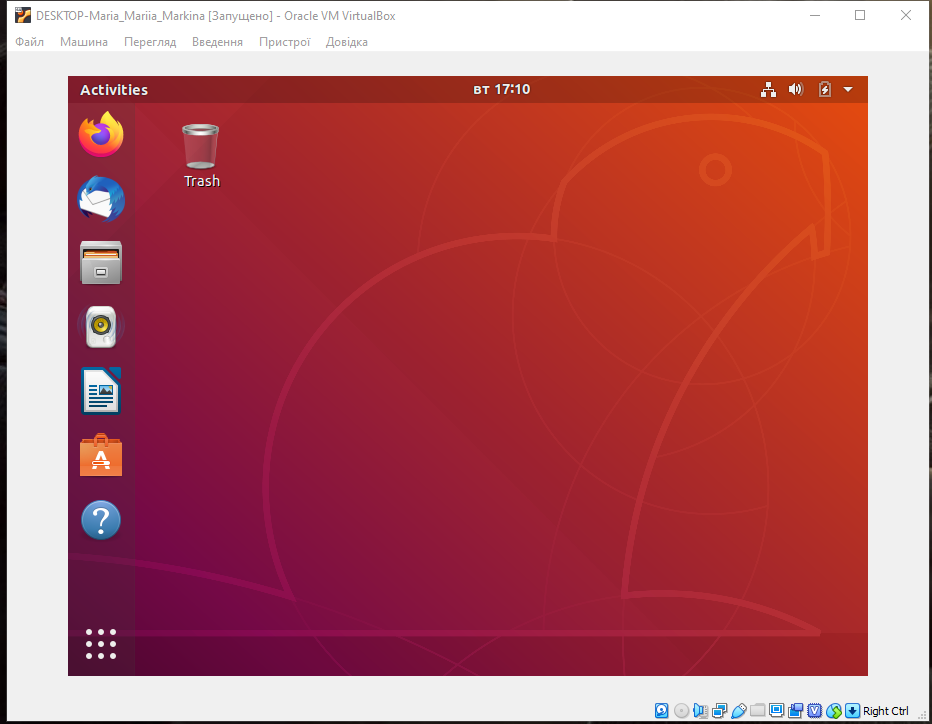 DESKTOP-Maria_Mariia_Markina [Запущено] - Oracle VM VirtualBox
Файл Машина Перегляд Введення Пристрої Довідка
Activities вт 17:10
Trash
Right Ctrl